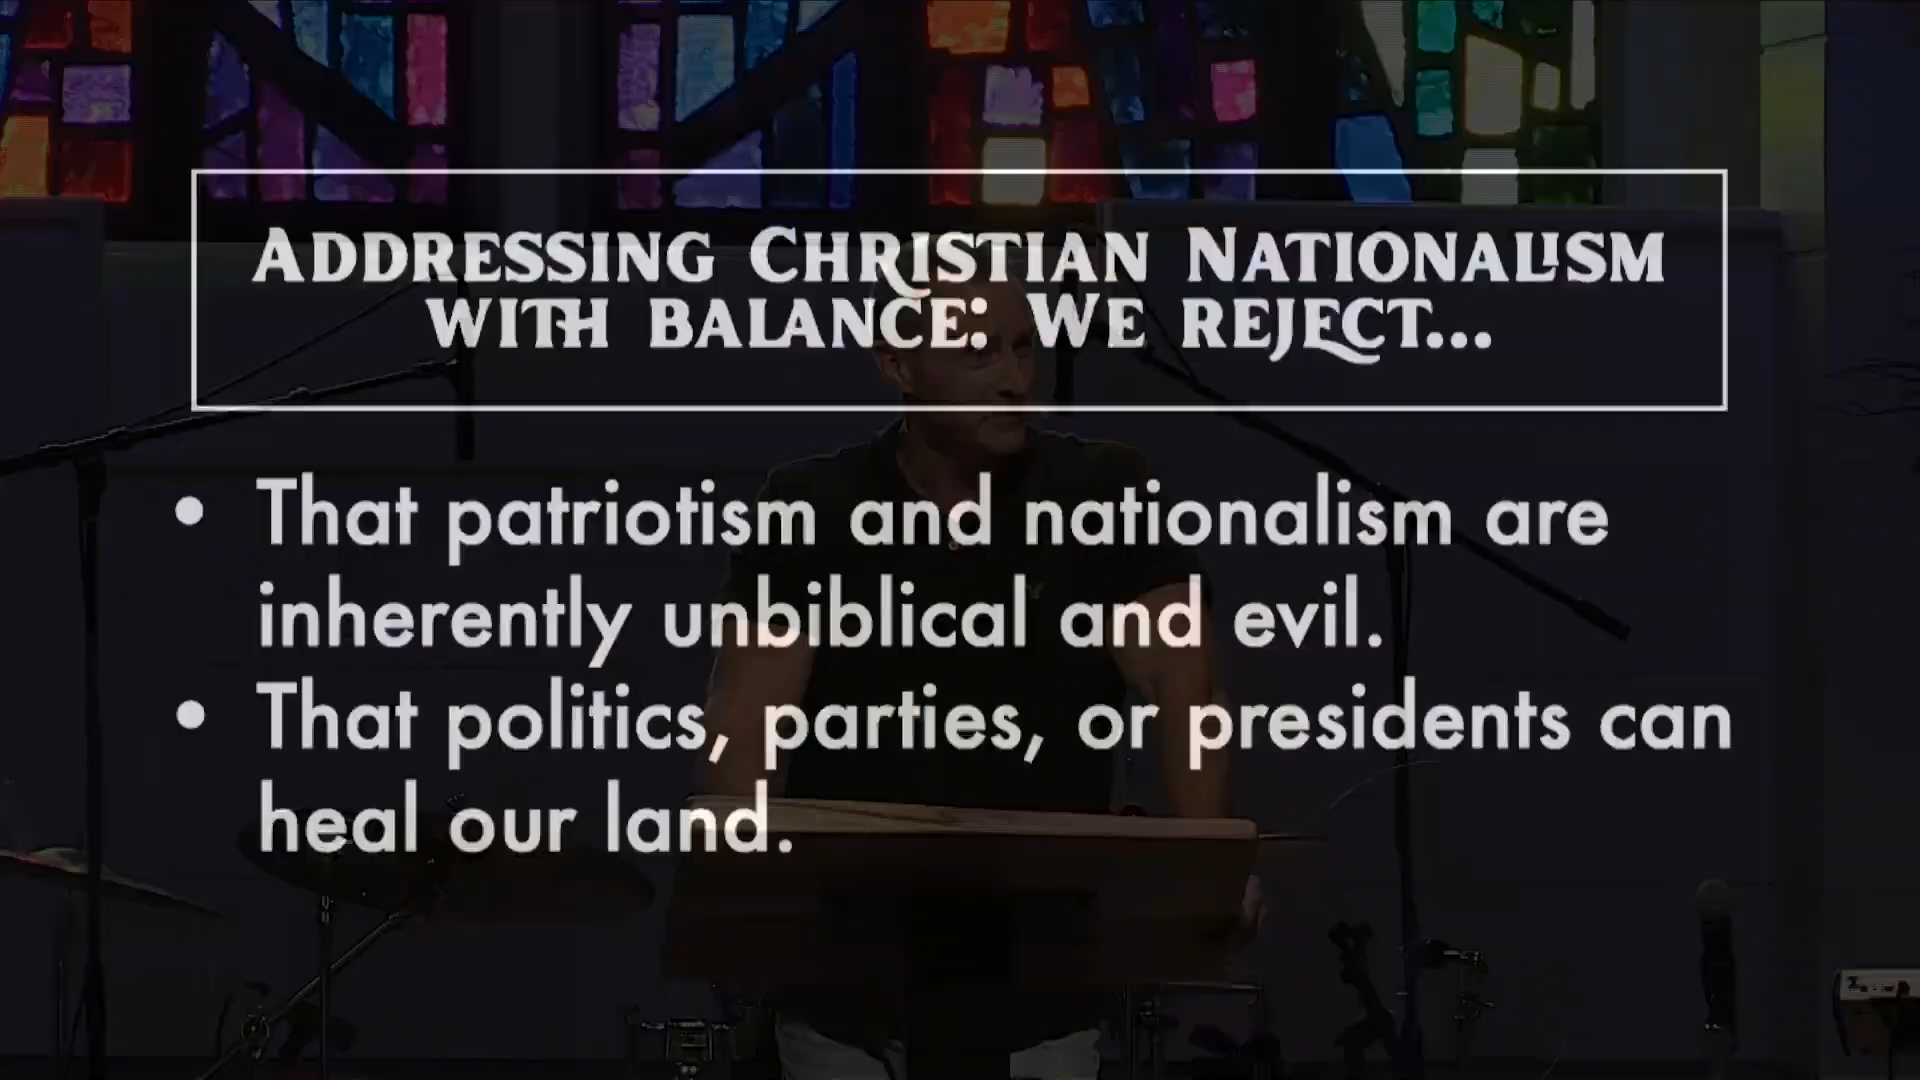 ADDRESSING CHRISTIAN NATIONALISM
WITH BALANCE: WE REJECT...
• That patriotism and nationalism are
inherently unbiblical and evil.
• That politics, parties, or presidents can
heal our land.